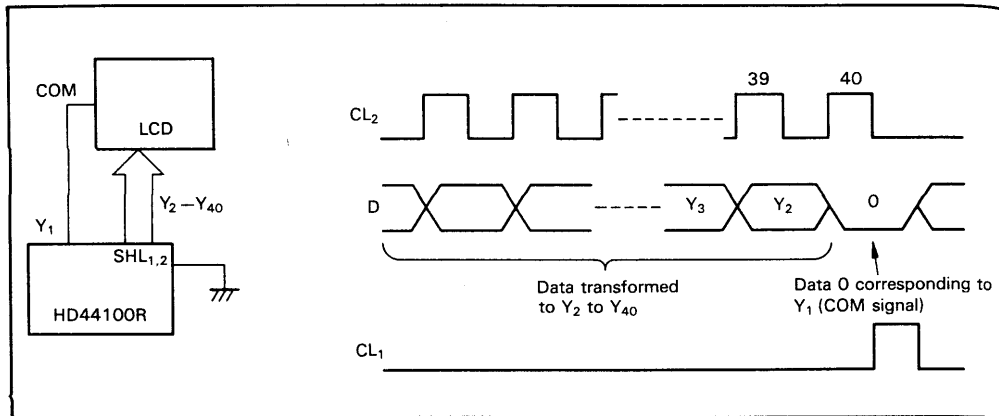 COM
LCD
Y₁
Y₂–Y₄₀
SHL₁,₂
HD44100R
39
40
CL₂
D
Y₃
Y₂
0
Data transformed
to Y₂ to Y₄₀
Data 0 corresponding to
Y₁ (COM signal)
CL₁